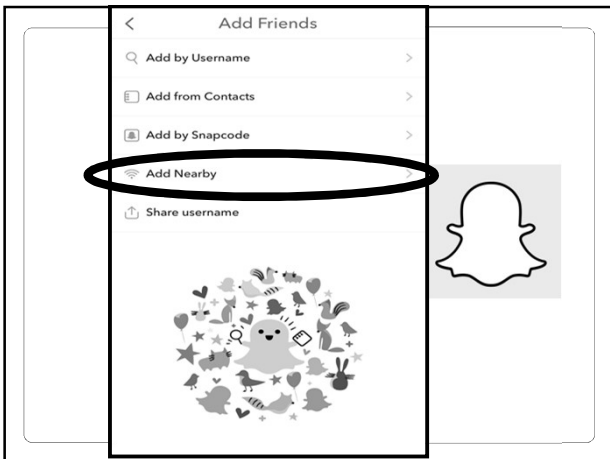 Add Friends
Add by Username
Add from Contacts
Add by Snapcode
Add Nearby
Share username